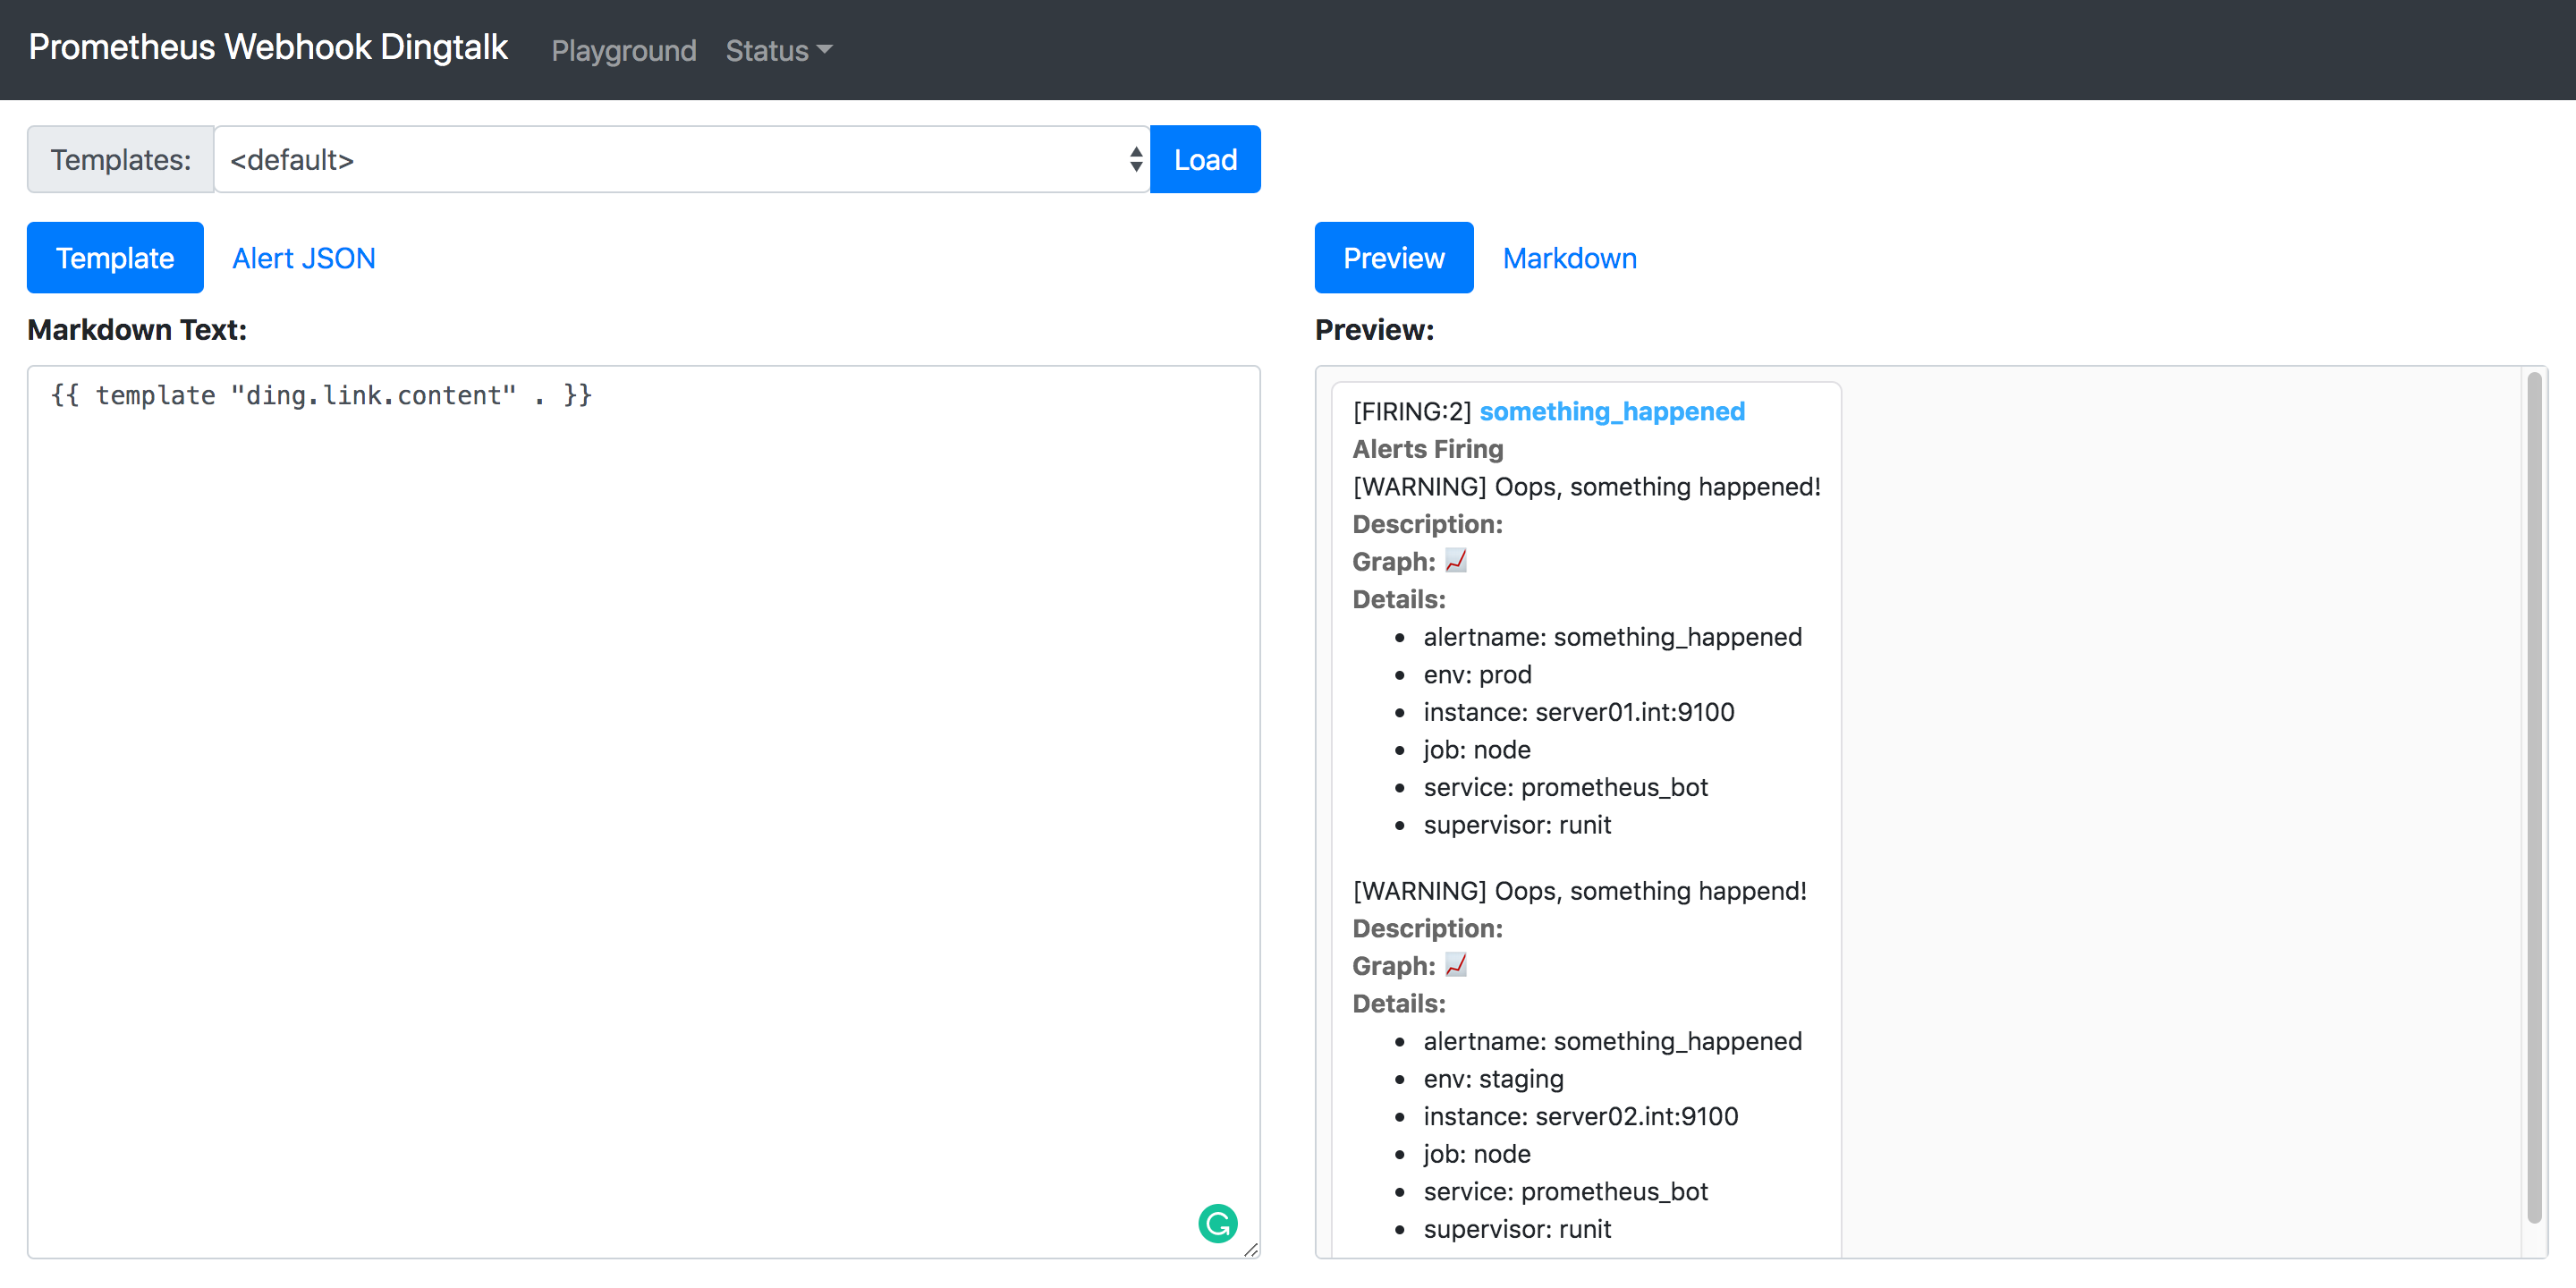 Prometheus Webhook Dingtalk Playground Status
Templates: <default> Load
Template Alert JSON
Markdown Text:
{{ template "ding.link.content" . }}
Preview Markdown
Preview:
[FIRING:2] something_happened
Alerts Firing
[WARNING] Oops, something happened!
Description:
Graph: 📈
Details:
• alertname: something_happened
• env: prod
• instance: server01.int:9100
• job: node
• service: prometheus_bot
• supervisor: runit
[WARNING] Oops, something happend!
Description:
Graph: 📈
Details:
• alertname: something_happened
• env: staging
• instance: server02.int:9100
• job: node
• service: prometheus_bot
• supervisor: runit